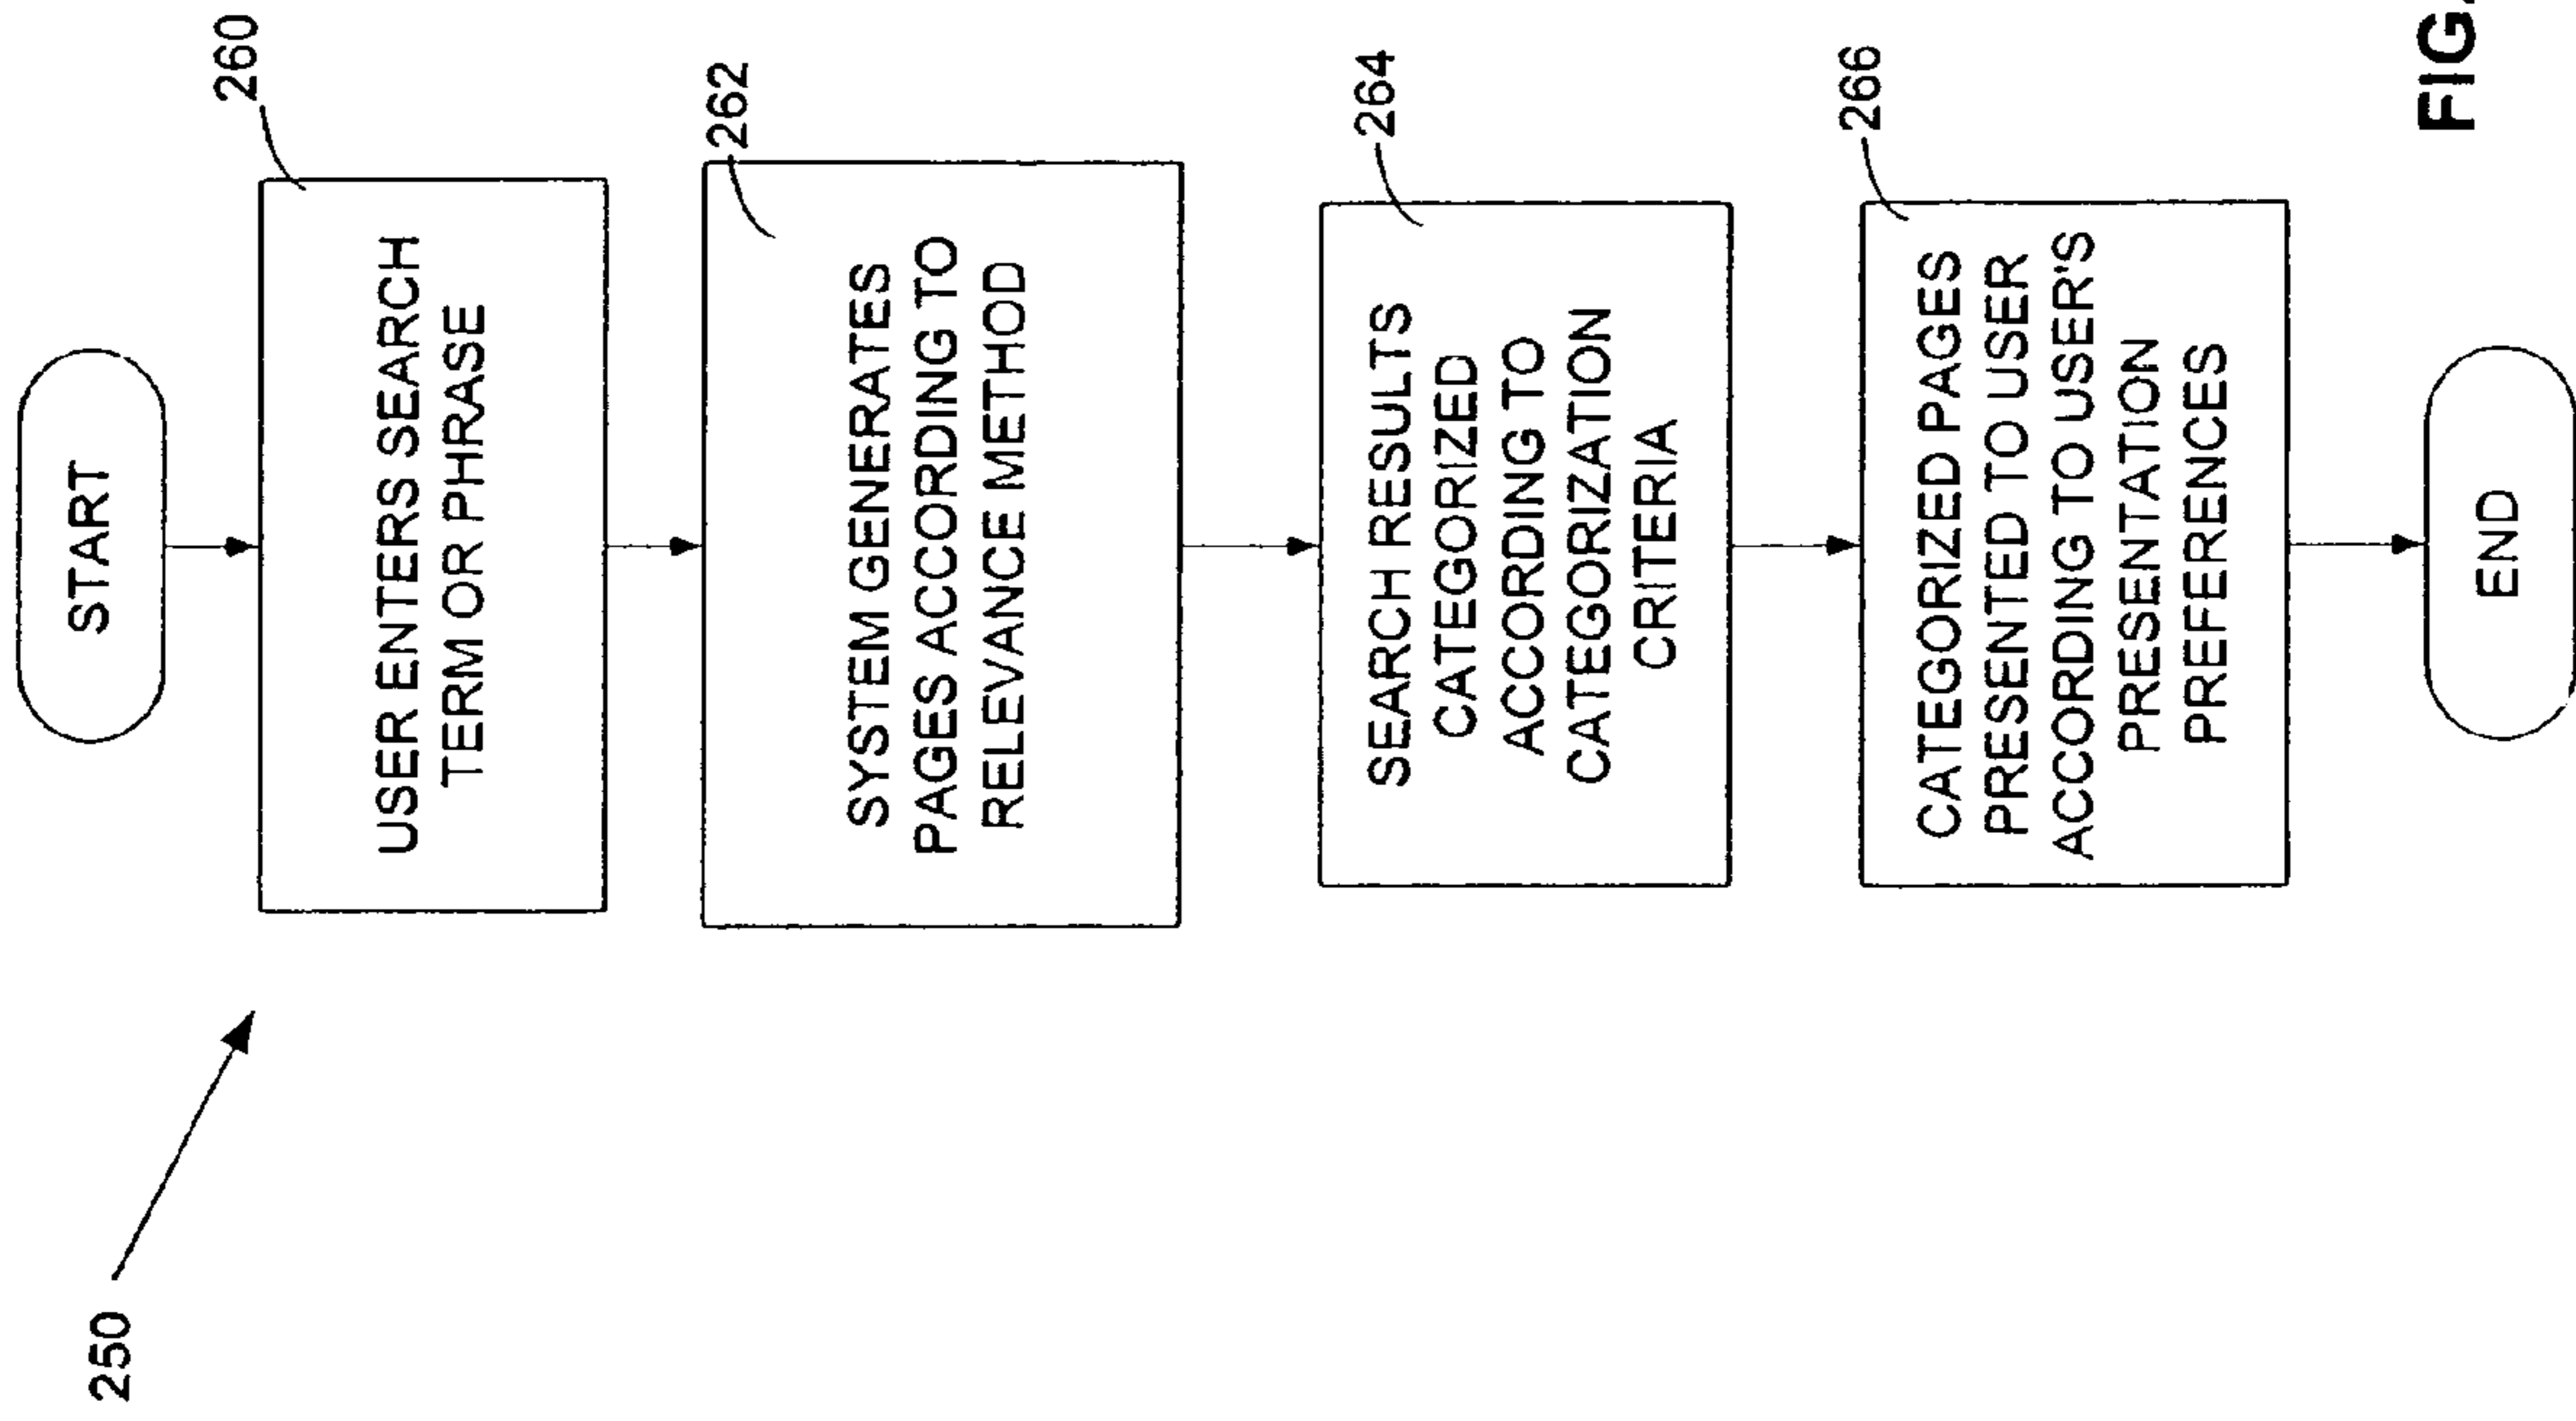 250
START
260
USER ENTERS SEARCH
TERM OR PHRASE
262
SYSTEM GENERATES
PAGES ACCORDING TO
RELEVANCE METHOD
264
SEARCH RESULTS
CATEGORIZED
ACCORDING TO
CATEGORIZATION
CRITERIA
266
CATEGORIZED PAGES
PRESENTED TO USER
ACCORDING TO USER'S
PRESENTATION
PREFERENCES
END
FIG.